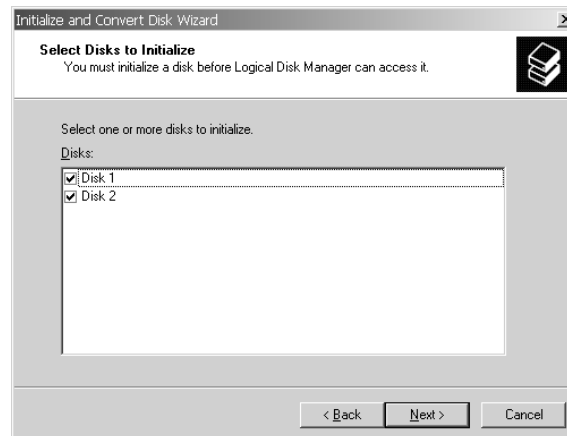 Initialize and Convert Disk Wizard
Select Disks to Initialize
You must initialize a disk before Logical Disk Manager can access it.
Select one or more disks to initialize.
Disks:
Disk 1
Disk 2
< Back
Next >
Cancel